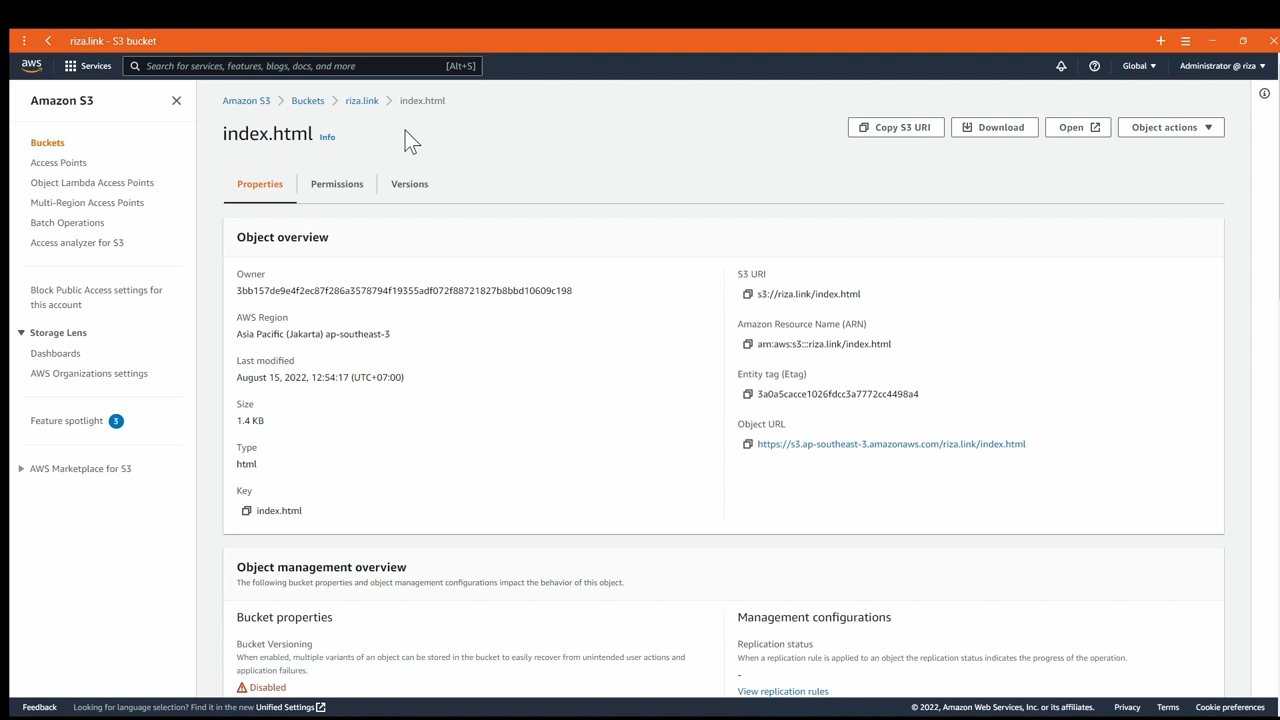 riza.link - S3 bucket
aws
Services
Search for services, features, blogs, docs, and more
[Alt+S]
Global
Administrator @ riza
Amazon S3
Buckets
Access Points
Object Lambda Access Points
Multi-Region Access Points
Batch Operations
Access analyzer for S3
Block Public Access settings for
this account
Storage Lens
Dashboards
AWS Organizations settings
Feature spotlight 3
AWS Marketplace for S3
Amazon S3 > Buckets > riza.link > index.html
index.html Info
Copy S3 URI
Download
Open
Object actions
Properties
Permissions
Versions
Object overview
Owner
3bb157de9e4f2ec87f286a3578794f19355adf072f88721827b8bbd10609c198
AWS Region
Asia Pacific (Jakarta) ap-southeast-3
Last modified
August 15, 2022, 12:54:17 (UTC+07:00)
Size
1.4 KB
Type
html
Key
index.html
S3 URI
s3://riza.link/index.html
Amazon Resource Name (ARN)
arn:aws:s3:::riza.link/index.html
Entity tag (Etag)
3a0a5cacce1026fdcc3a7772cc4498a4
Object URL
https://s3.ap-southeast-3.amazonaws.com/riza.link/index.html
Object management overview
The following bucket properties and object management configurations impact the behavior of this object.
Bucket properties
Bucket Versioning
When enabled, multiple variants of an object can be stored in the bucket to easily recover from unintended user actions and
application failures.
Disabled
Management configurations
Replication status
When a replication rule is applied to an object the replication status indicates the progress of the operation.
-
View replication rules
Feedback
Looking for language selection? Find it in the new Unified Settings
© 2022, Amazon Web Services, Inc. or its affiliates.
Privacy
Terms
Cookie preferences